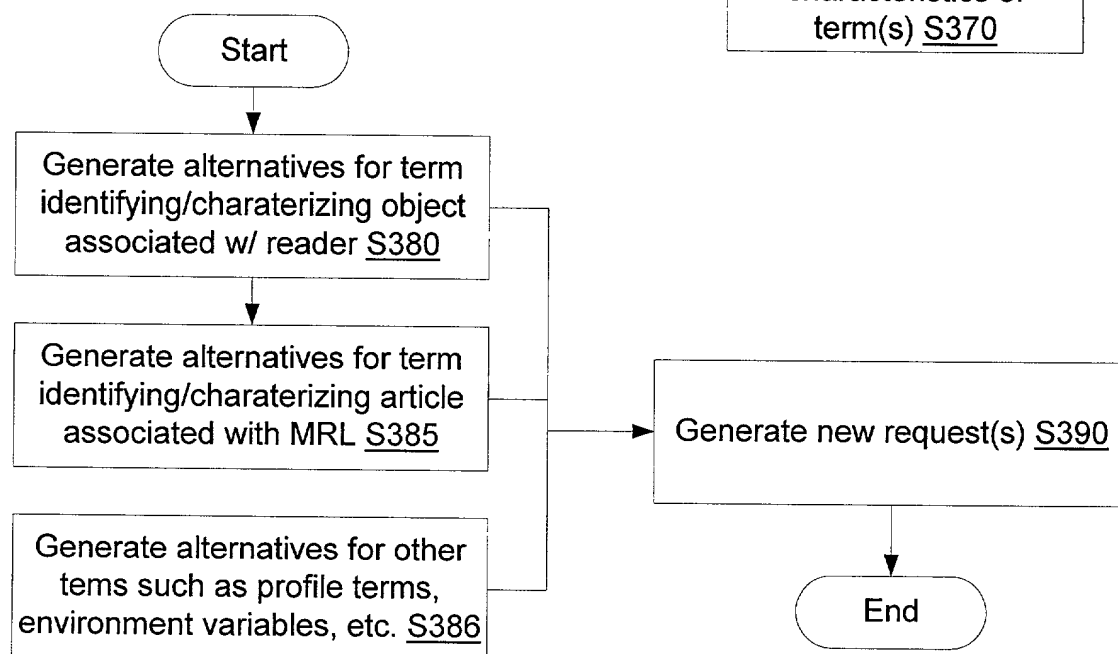 term(s) S370
Start
Generate alternatives for term
identifying/charaterizing object
associated w/ reader S380
Generate alternatives for term
identifying/charaterizing article
associated with MRL S385
Generate new request(s) S390
Generate alternatives for other
tems such as profile terms,
environment variables, etc. S386
End